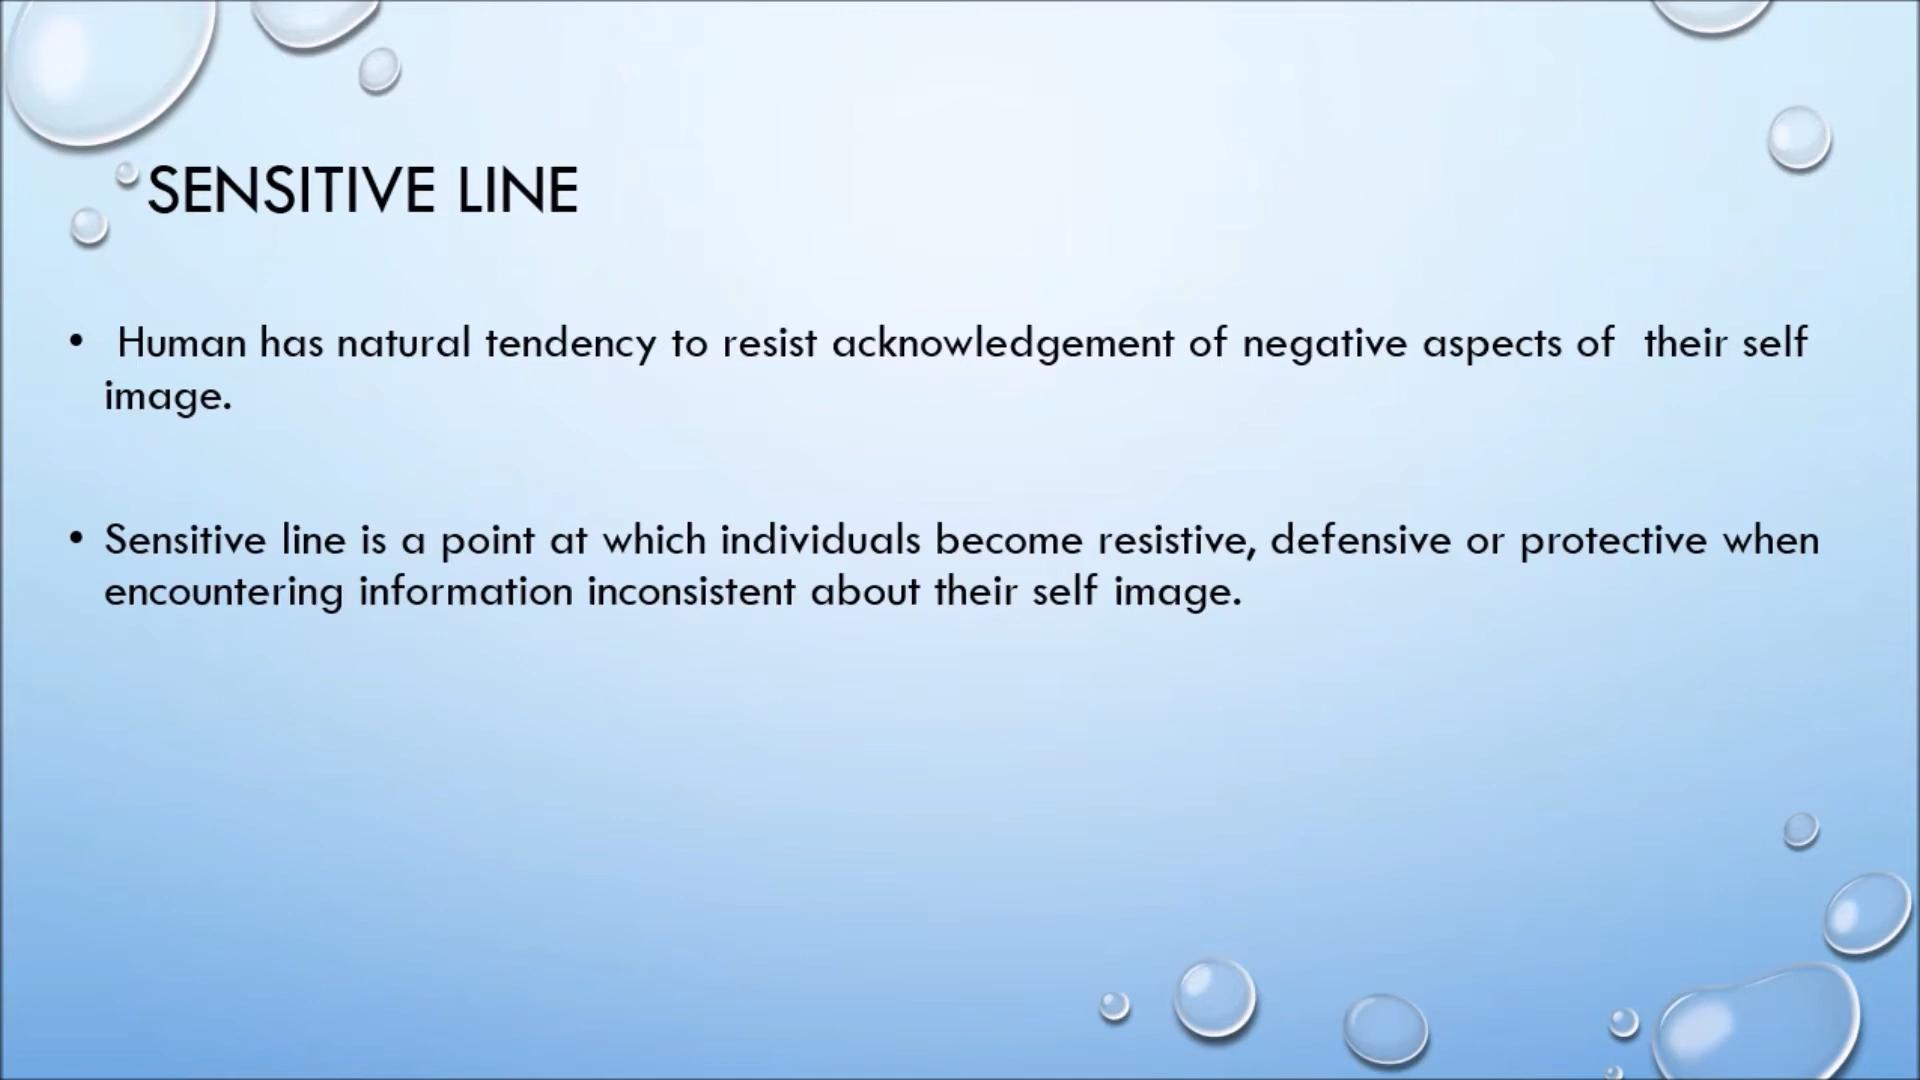 SENSITIVE LINE
• Human has natural tendency to resist acknowledgement of negative aspects of their self
image.
• Sensitive line is a point at which individuals become resistive, defensive or protective when
encountering information inconsistent about their self image.